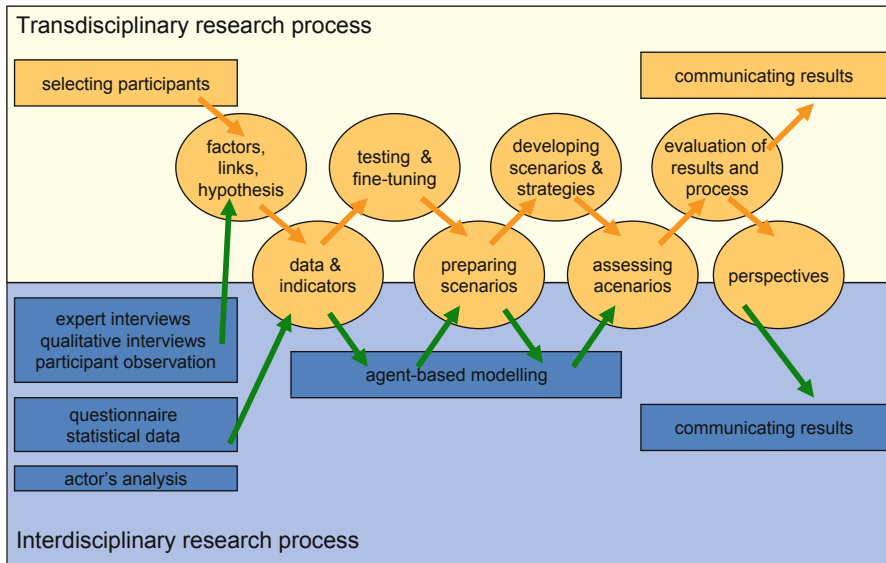 Transdisciplinary research process
selecting participants
communicating results
factors,
links,
hypothesis
testing & 
fine-tuning
developing
scenarios
& strategies
evaluation of
results and
process
data &
indicators
preparing
scenarios
assessing
acenarios
perspectives
expert interviews
qualitative interviews
participant observation
agent-based modelling
questionnaire
statistical data
communicating results
actor's analysis
Interdisciplinary research process